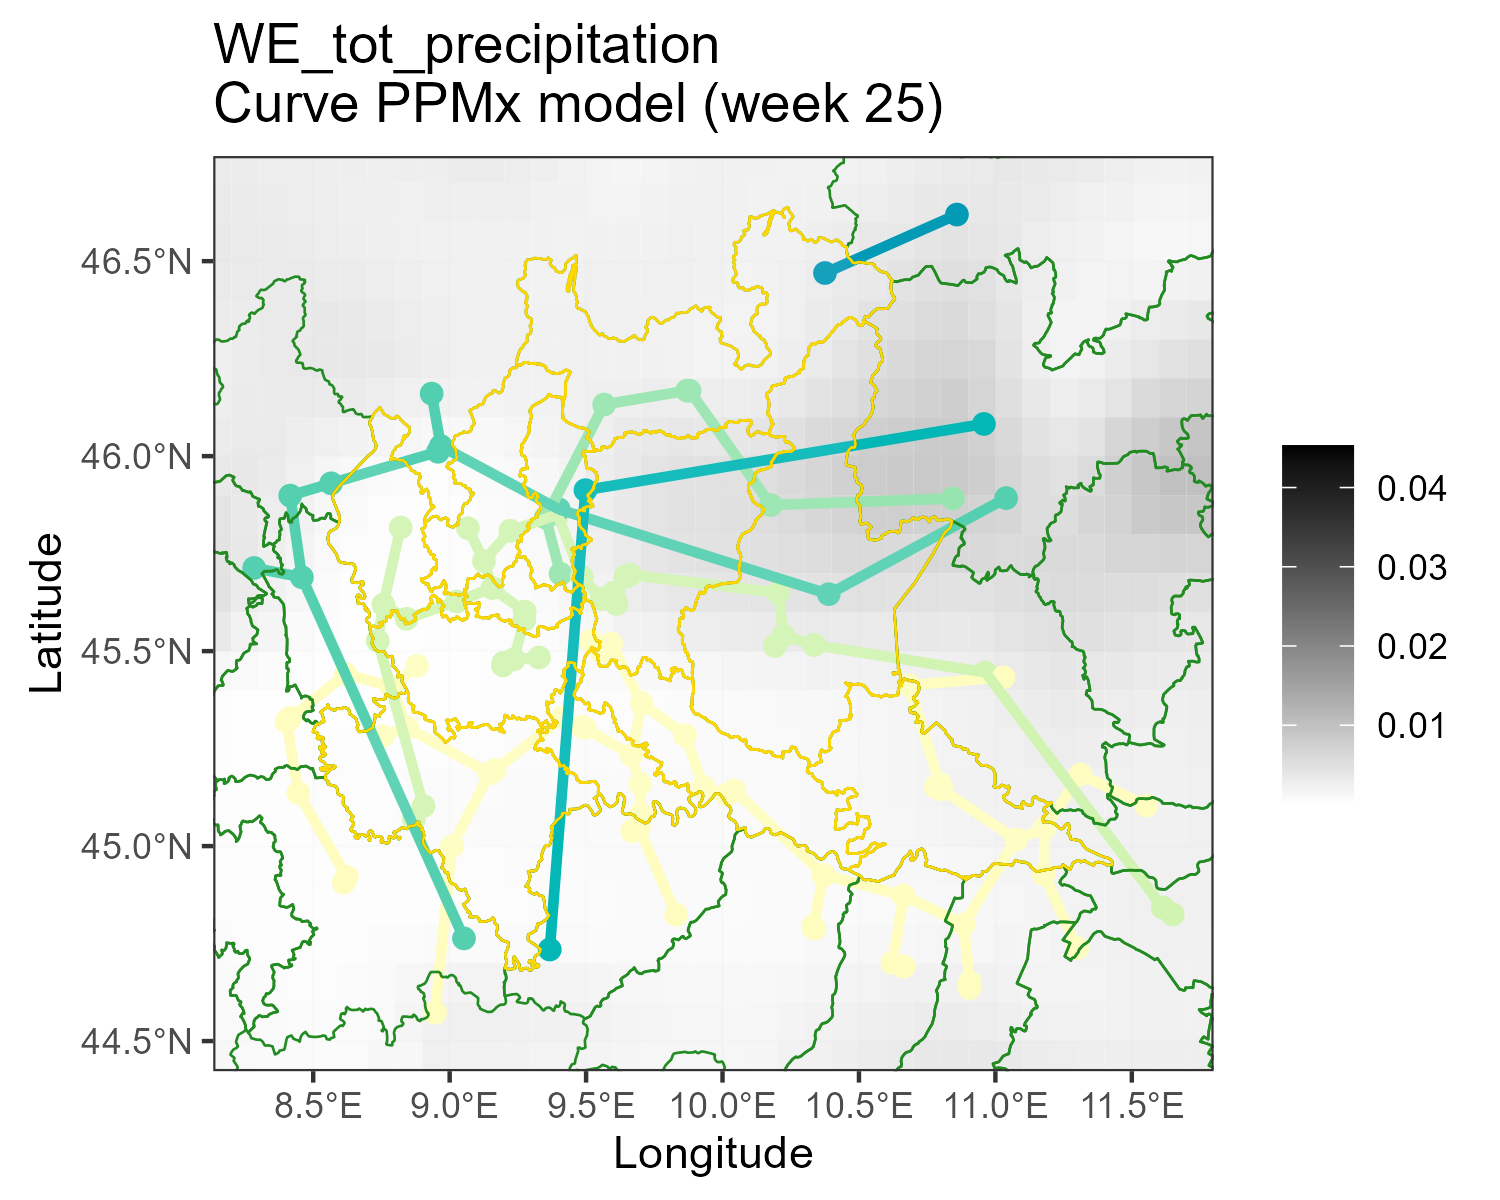 WE_tot_precipitation
Curve PPMx model (week 25)
46.5°N
46.0°N
45.5°N
45.0°N
44.5°N
Latitude
8.5°E 9.0°E 9.5°E 10.0°E 10.5°E 11.0°E 11.5°E
Longitude
0.04
0.03
0.02
0.01